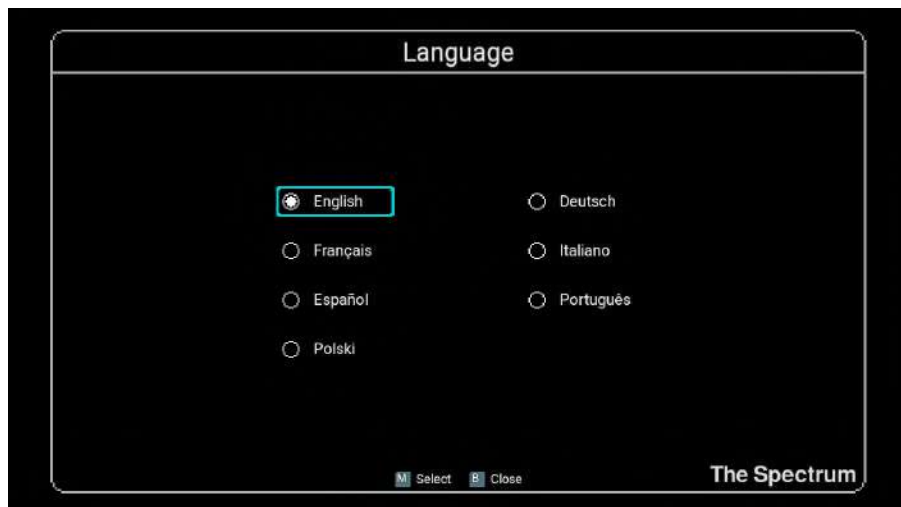 Language
English Deutsch
Français Italiano
Español Português
Polski
M Select B Close
The Spectrum